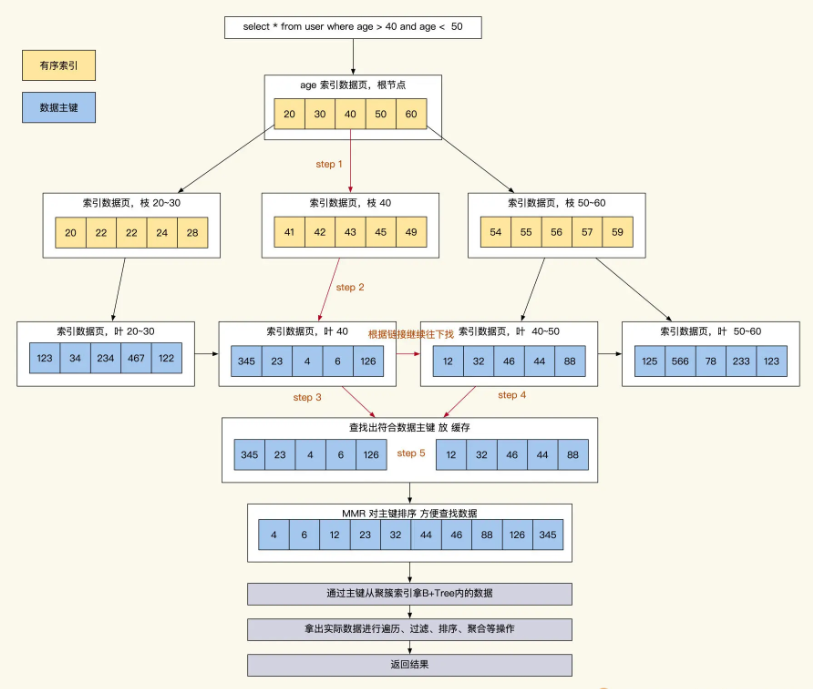 select * from user where age > 40 and age < 50
有序索引
数据主键
age 索引数据页，根节点
20 30 40 50 60
step 1
索引数据页，枝 20~30
20 22 22 24 28
索引数据页，枝 40
41 42 43 45 49
索引数据页，枝 50~60
54 55 56 57 59
step 2
索引数据页，叶 20~30
123 34 234 467 122
索引数据页，叶 40
345 23 4 6 126
根据链接继续往下找
索引数据页，叶 40~50
12 32 46 44 88
索引数据页，叶 50~60
125 566 78 233 123
step 3
step 4
查找出符合数据主键 放 缓存
345 23 4 6 126
step 5
12 32 46 44 88
MMR 对主键排序 方便查找数据
4 6 12 23 32 44 46 88 126 345
通过主键从聚簇索引拿B+Tree内的数据
拿出实际数据进行遍历、过滤、排序、聚合等操作
返回结果